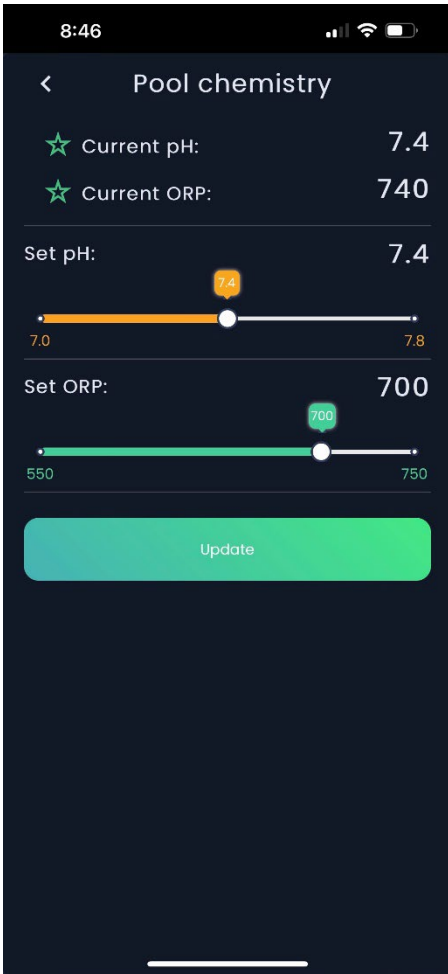 8:46
Pool chemistry
Current pH: 7.4
Current ORP: 740
Set pH: 7.4
7.4
7.0 7.8
Set ORP: 700
700
550 750
Update